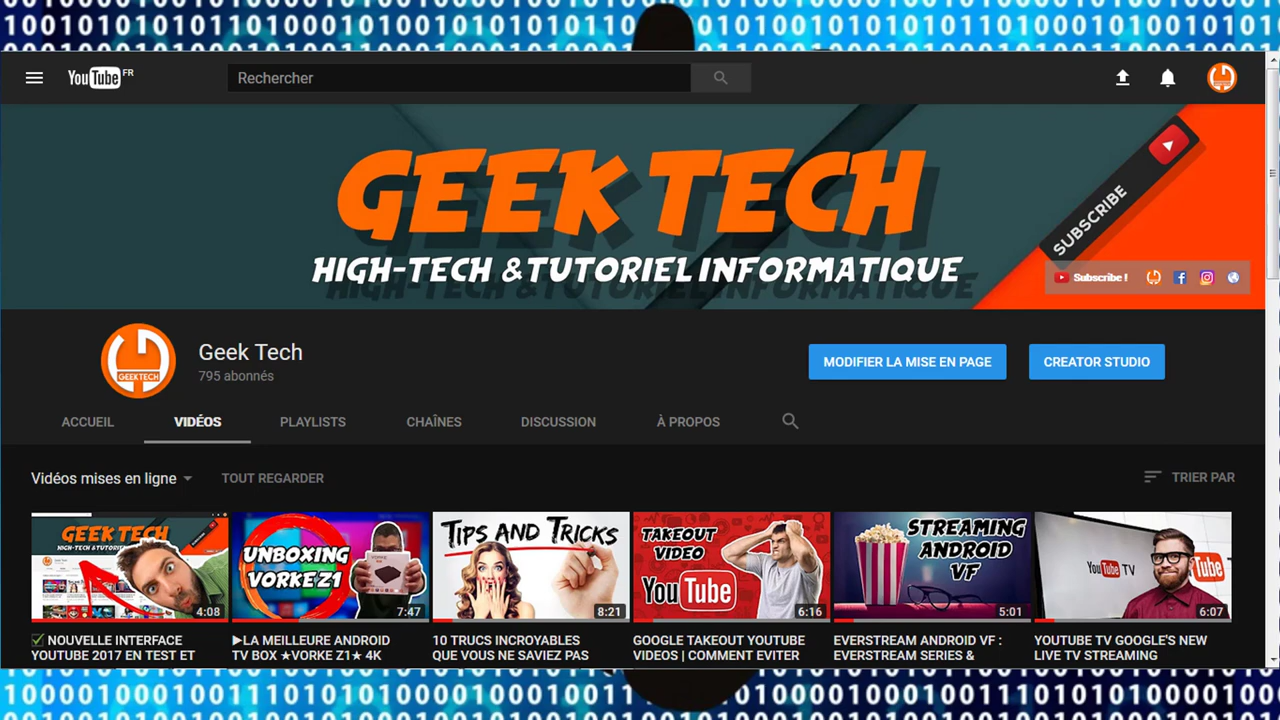 YouTube FR
Rechercher
GEEK TECH
HIGH-TECH & TUTORIEL INFORMATIQUE
SUBSCRIBE
Subscribe !
GEEKTECH
Geek Tech
795 abonnés
MODIFIER LA MISE EN PAGE
CREATOR STUDIO
ACCUEIL
VIDÉOS
PLAYLISTS
CHAÎNES
DISCUSSION
À PROPOS
Vidéos mises en ligne
TOUT REGARDER
TRIER PAR
GEEK TECH
HIGH-TECH & TUTORIEL
4:08
UNBOXING
VORKE Z1
7:47
TIPS AND TRICKS
8:21
TAKEOUT
VIDEO
YouTube
6:16
STREAMING
ANDROID
VF
5:01
YouTube TV
6:07
✓ NOUVELLE INTERFACE
YOUTUBE 2017 EN TEST ET
▶LA MEILLEURE ANDROID
TV BOX ★VORKE Z1★ 4K
10 TRUCS INCROYABLES
QUE VOUS NE SAVIEZ PAS
GOOGLE TAKEOUT YOUTUBE
VIDEOS | COMMENT EVITER
EVERSTREAM ANDROID VF :
EVERSTREAM SERIES &
YOUTUBE TV GOOGLE'S NEW
LIVE TV STREAMING